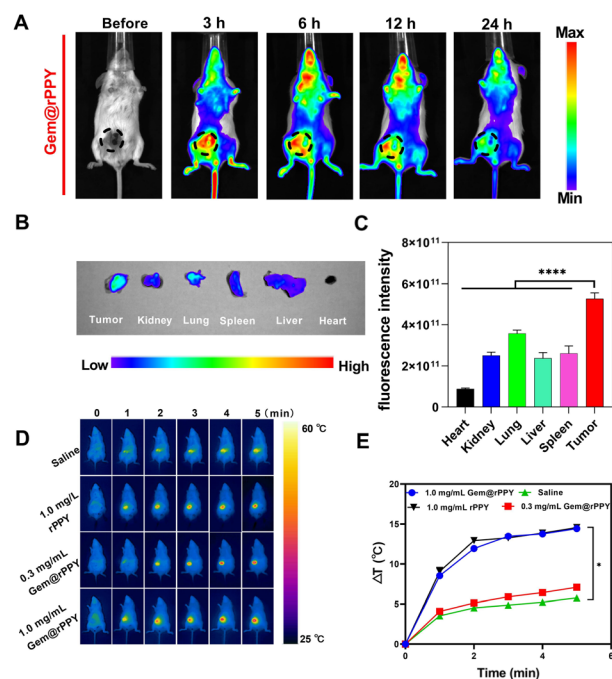 A
Before 3 h 6 h 12 h 24 h
Gem@rPPY
Max
Min
B
Tumor Kidney Lung Spleen Liver Heart
Low High
C
fluorescence intensity
8×10¹¹
6×10¹¹
4×10¹¹
2×10¹¹
0
****
Heart Kidney Lung Liver Spleen Tumor
D
0 1 2 3 4 5 (min)
Saline
1.0 mg/L
rPPY
0.3 mg/mL
Gem@rPPY
1.0 mg/mL
Gem@rPPY
60 ℃
25 ℃
E
1.0 mg/mL Gem@rPPY Saline
1.0 mg/mL rPPY 0.3 mg/mL Gem@rPPY
ΔT (℃)
20
15
10
5
0
*
0 2 4 6
Time (min)